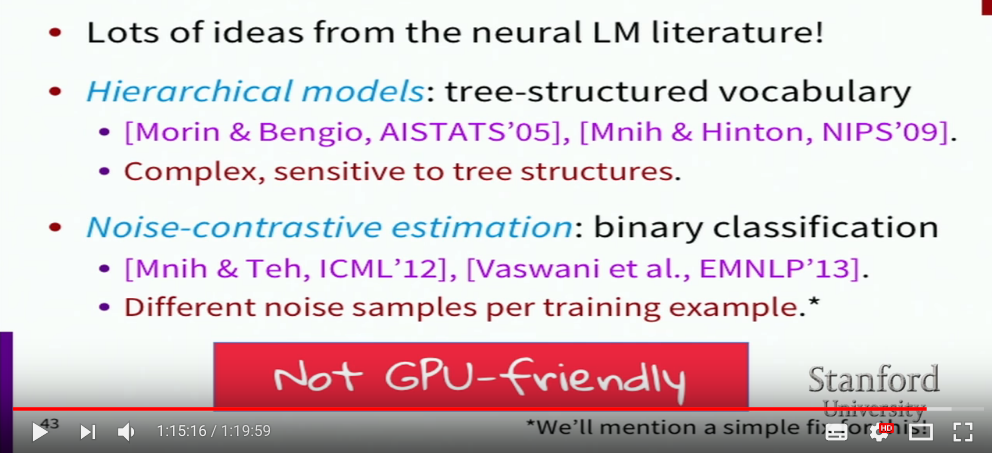 • Lots of ideas from the neural LM literature!
• Hierarchical models: tree-structured vocabulary
• [Morin & Bengio, AISTATS’05], [Mnih & Hinton, NIPS’09].
• Complex, sensitive to tree structures.
• Noise-contrastive estimation: binary classification
• [Mnih & Teh, ICML’12], [Vaswani et al., EMNLP’13].
• Different noise samples per training example.*
Not GPU-friendly
Stanford
University
43
1:15:16 / 1:19:59
*We’ll mention a simple fix for this!
HD